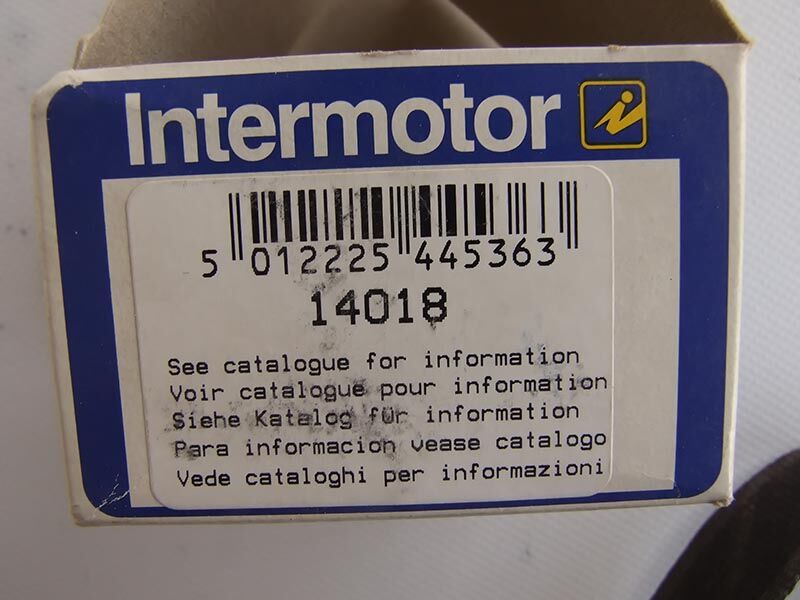 Intermotor
5 012225 445363
14018
See catalogue for information
Voir catalogue pour information
Siehe Katalog für information
Para informacion vease catalogo
Vede cataloghi per informazioni